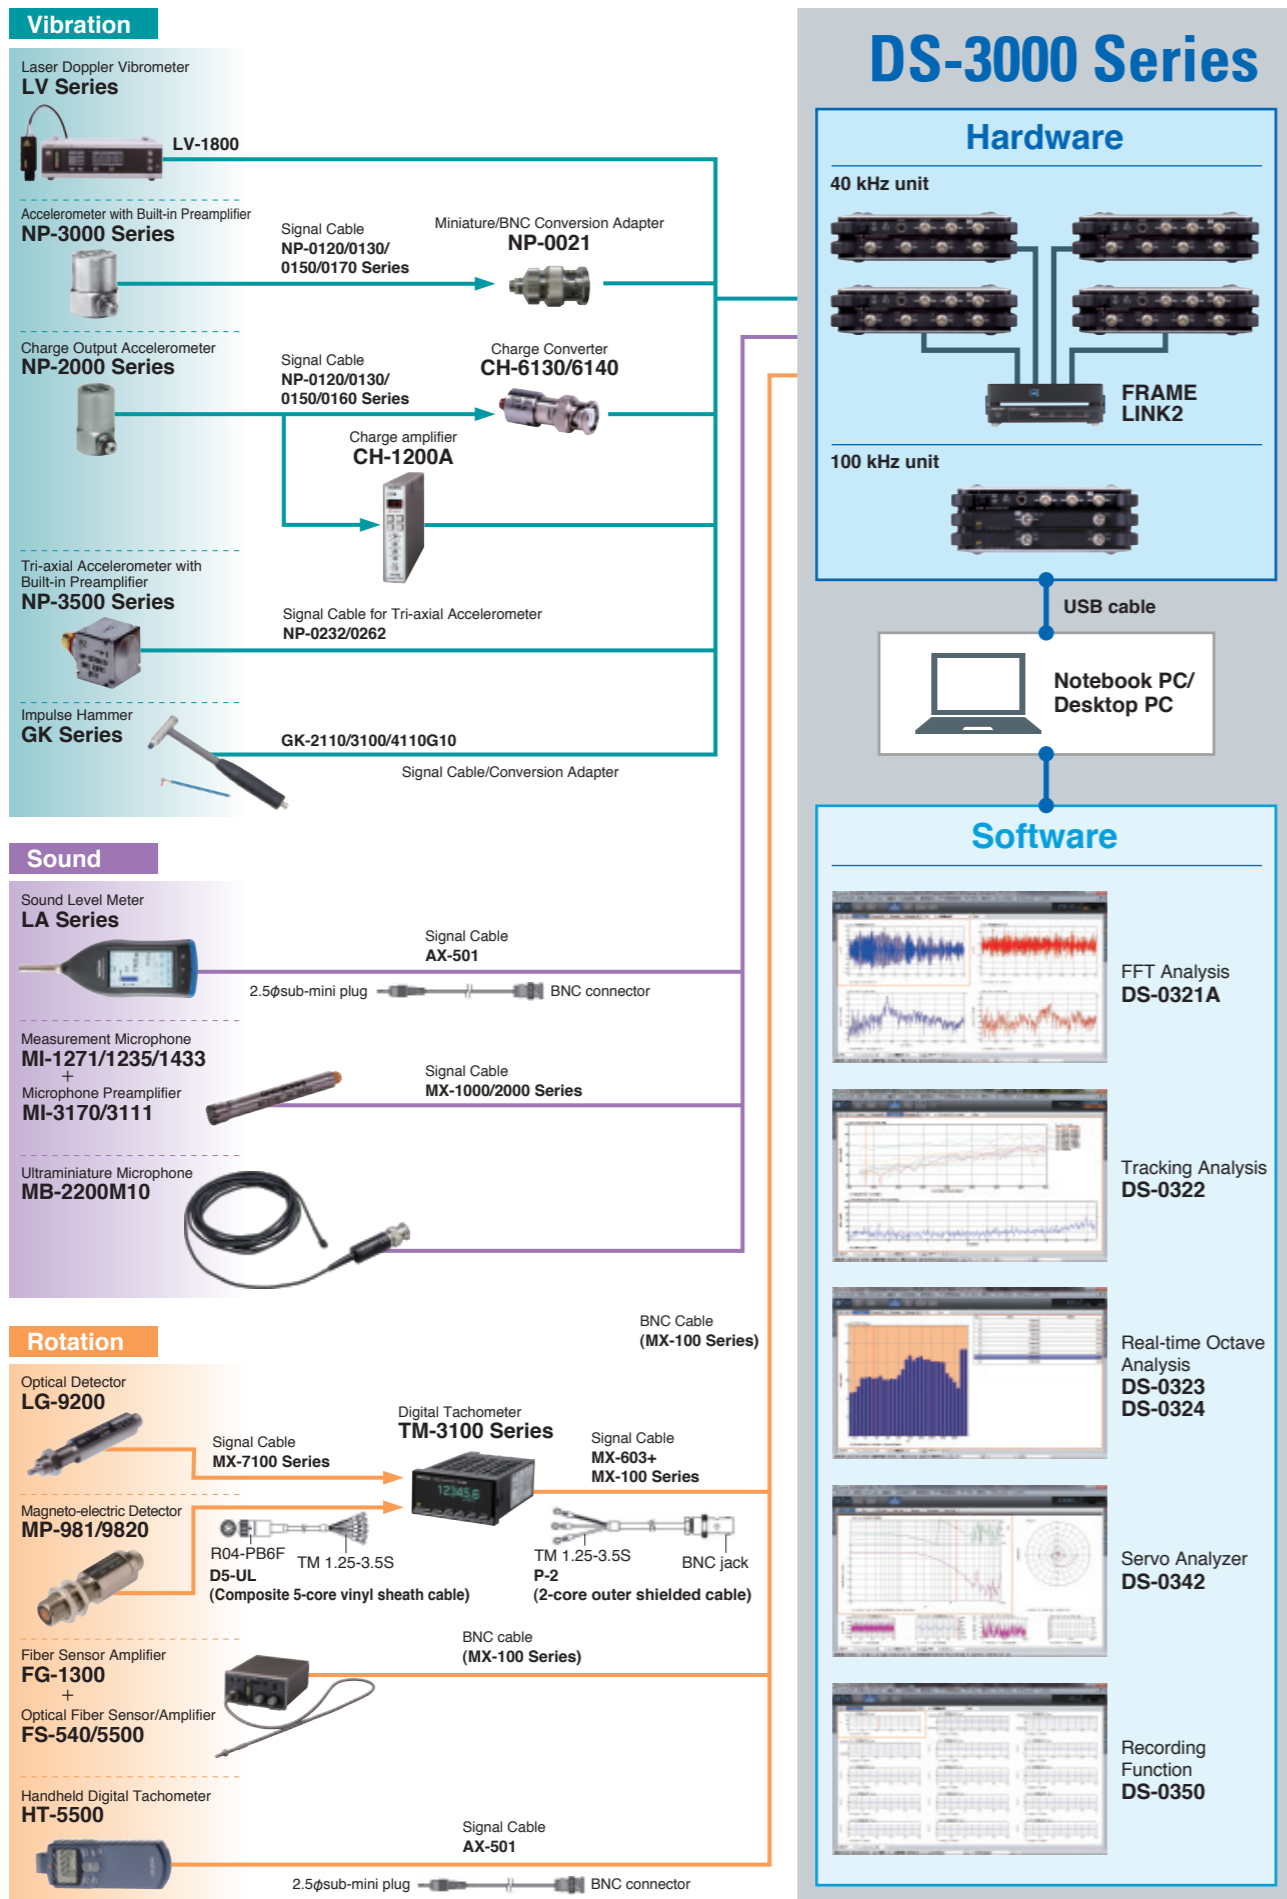 Vibration
Laser Doppler Vibrometer
LV Series
LV-1800
Accelerometer with Built-in Preamplifier
NP-3000 Series
Signal Cable
NP-0120/0130/
0150/0170 Series
Miniature/BNC Conversion Adapter
NP-0021
Charge Output Accelerometer
NP-2000 Series
Signal Cable
NP-0120/0130/
0150/0160 Series
Charge Converter
CH-6130/6140
Charge amplifier
CH-1200A
Tri-axial Accelerometer with
Built-in Preamplifier
NP-3500 Series
Signal Cable for Tri-axial Accelerometer
NP-0232/0262
Impulse Hammer
GK Series
GK-2110/3100/4110G10
Signal Cable/Conversion Adapter
Sound
Sound Level Meter
LA Series
Signal Cable
AX-501
2.5ϕsub-mini plug
BNC connector
Measurement Microphone
MI-1271/1235/1433
+
Microphone Preamplifier
MI-3170/3111
Signal Cable
MX-1000/2000 Series
Ultraminiature Microphone
MB-2200M10
Rotation
BNC Cable
(MX-100 Series)
Optical Detector
LG-9200
Signal Cable
MX-7100 Series
Digital Tachometer
TM-3100 Series
12345.6
Signal Cable
MX-603+
MX-100 Series
Magneto-electric Detector
MP-981/9820
R04-PB6F
TM 1.25-3.5S
D5-UL
(Composite 5-core vinyl sheath cable)
TM 1.25-3.5S
BNC jack
P-2
(2-core outer shielded cable)
Fiber Sensor Amplifier
FG-1300
+
Optical Fiber Sensor/Amplifier
FS-540/5500
BNC cable
(MX-100 Series)
Handheld Digital Tachometer
HT-5500
Signal Cable
AX-501
2.5ϕsub-mini plug
BNC connector
DS-3000 Series
Hardware
40 kHz unit
FRAME
LINK2
100 kHz unit
USB cable
Notebook PC/
Desktop PC
Software
FFT Analysis
DS-0321A
Tracking Analysis
DS-0322
Real-time Octave
Analysis
DS-0323
DS-0324
Servo Analyzer
DS-0342
Recording
Function
DS-0350